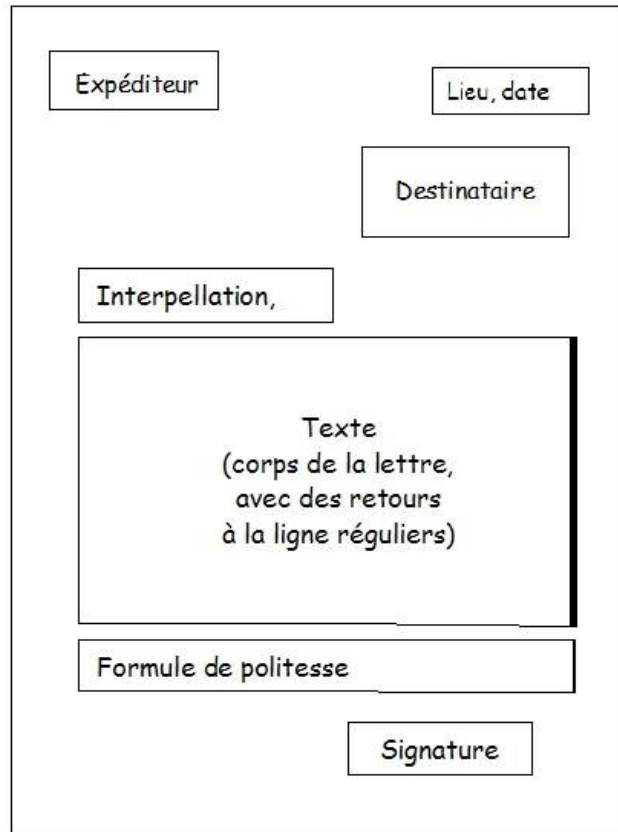 Expéditeur
Lieu, date
Destinataire
Interpellation,
Texte
(corps de la lettre,
avec des retours
à la ligne réguliers)
Formule de politesse
Signature